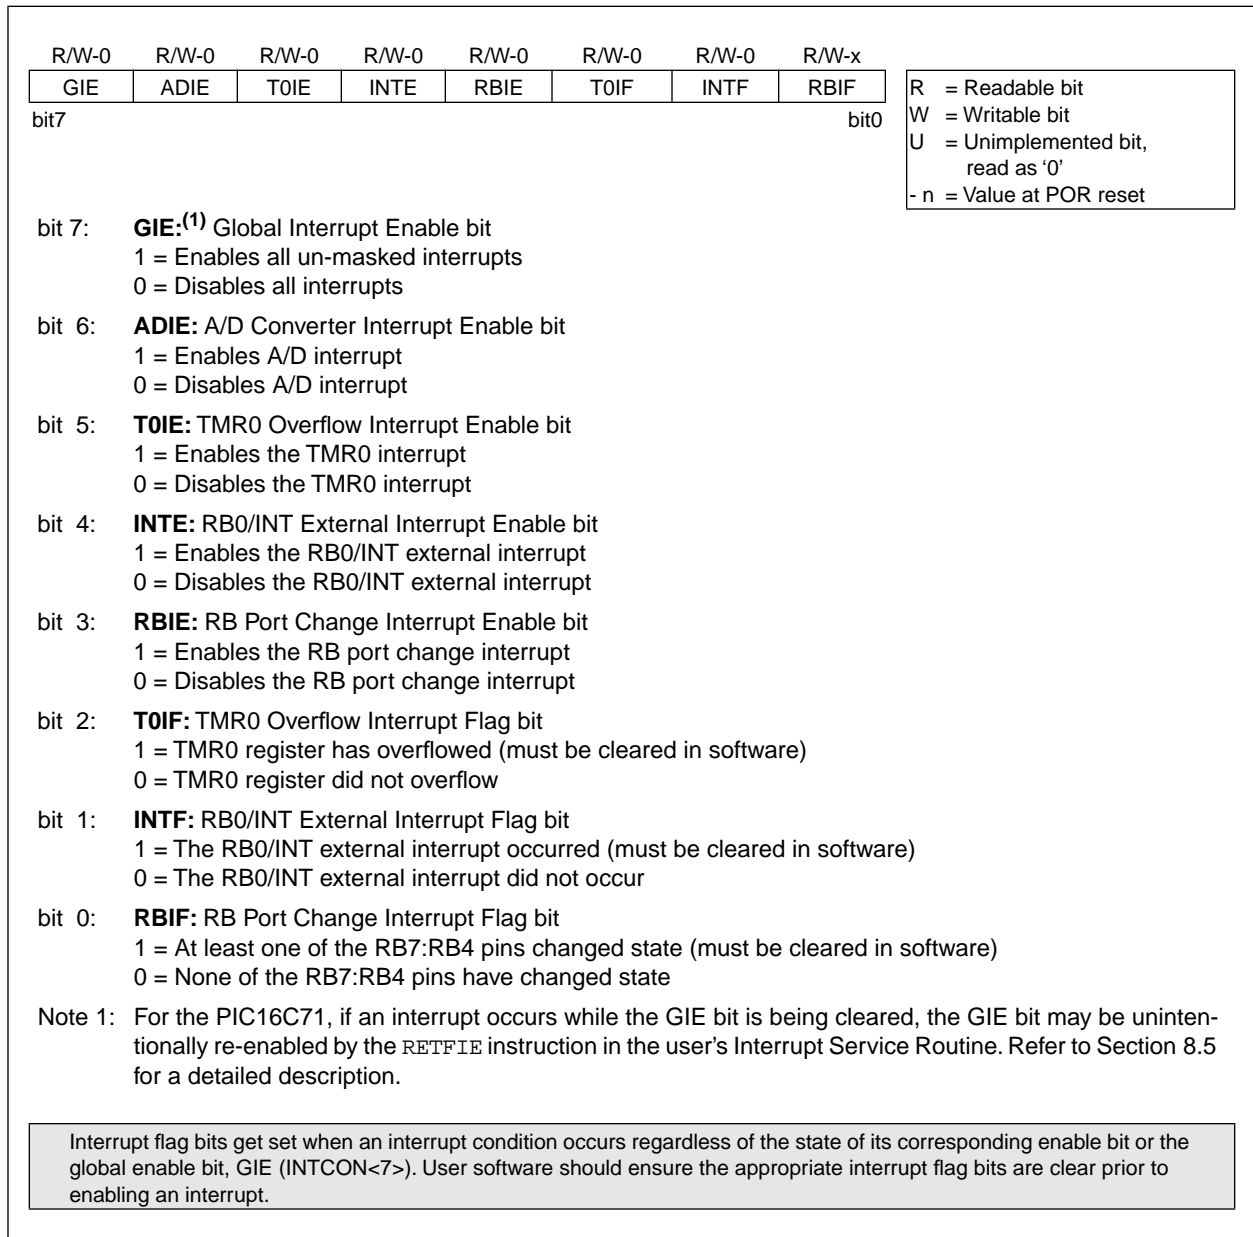 R/W-0 R/W-0 R/W-0 R/W-0 R/W-0 R/W-0 R/W-0 R/W-x
GIE ADIE T0IE INTE RBIE T0IF INTF RBIF
bit7 bit0
R = Readable bit
W = Writable bit
U = Unimplemented bit,
read as ‘0’
- n = Value at POR reset
bit 7: GIE:(1) Global Interrupt Enable bit
1 = Enables all un-masked interrupts
0 = Disables all interrupts
bit 6: ADIE: A/D Converter Interrupt Enable bit
1 = Enables A/D interrupt
0 = Disables A/D interrupt
bit 5: T0IE: TMR0 Overflow Interrupt Enable bit
1 = Enables the TMR0 interrupt
0 = Disables the TMR0 interrupt
bit 4: INTE: RB0/INT External Interrupt Enable bit
1 = Enables the RB0/INT external interrupt
0 = Disables the RB0/INT external interrupt
bit 3: RBIE: RB Port Change Interrupt Enable bit
1 = Enables the RB port change interrupt
0 = Disables the RB port change interrupt
bit 2: T0IF: TMR0 Overflow Interrupt Flag bit
1 = TMR0 register has overflowed (must be cleared in software)
0 = TMR0 register did not overflow
bit 1: INTF: RB0/INT External Interrupt Flag bit
1 = The RB0/INT external interrupt occurred (must be cleared in software)
0 = The RB0/INT external interrupt did not occur
bit 0: RBIF: RB Port Change Interrupt Flag bit
1 = At least one of the RB7:RB4 pins changed state (must be cleared in software)
0 = None of the RB7:RB4 pins have changed state
Note 1: For the PIC16C71, if an interrupt occurs while the GIE bit is being cleared, the GIE bit may be uninten-
tionally re-enabled by the RETFIE instruction in the user's Interrupt Service Routine. Refer to Section 8.5
for a detailed description.
Interrupt flag bits get set when an interrupt condition occurs regardless of the state of its corresponding enable bit or the
global enable bit, GIE (INTCON<7>). User software should ensure the appropriate interrupt flag bits are clear prior to
enabling an interrupt.